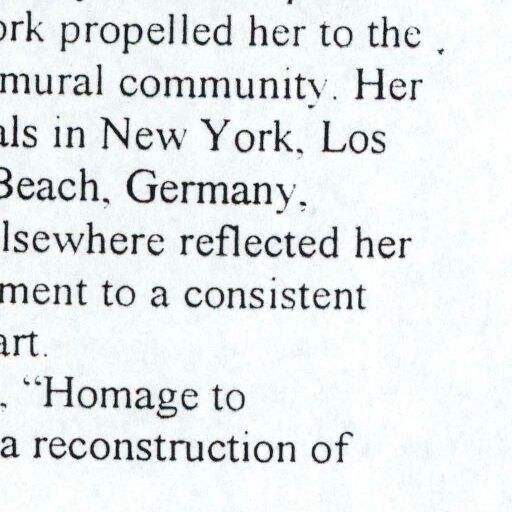 ork propelled her to the
mural community. Her
als in New York, Los
Beach, Germany,
lsewhere reflected her
ment to a consistent
art.
. "Homage to
a reconstruction of